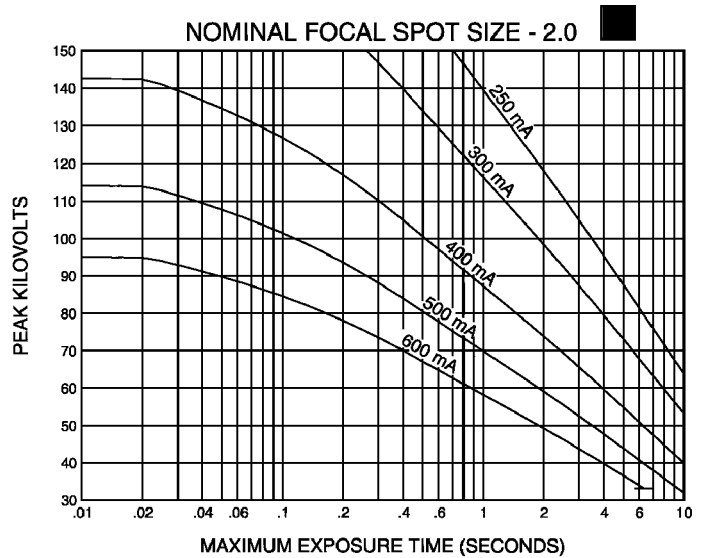 NOMINAL FOCAL SPOT SIZE - 2.0
150
140
130
120
110
100
90
80
70
60
50
40
30
PEAK KILOVOLTS
250 mA
300 mA
400 mA
500 mA
600 mA
.01 .02 .04 .06 .1 .2 .4 .6 1 2 4 6 10
MAXIMUM EXPOSURE TIME (SECONDS)